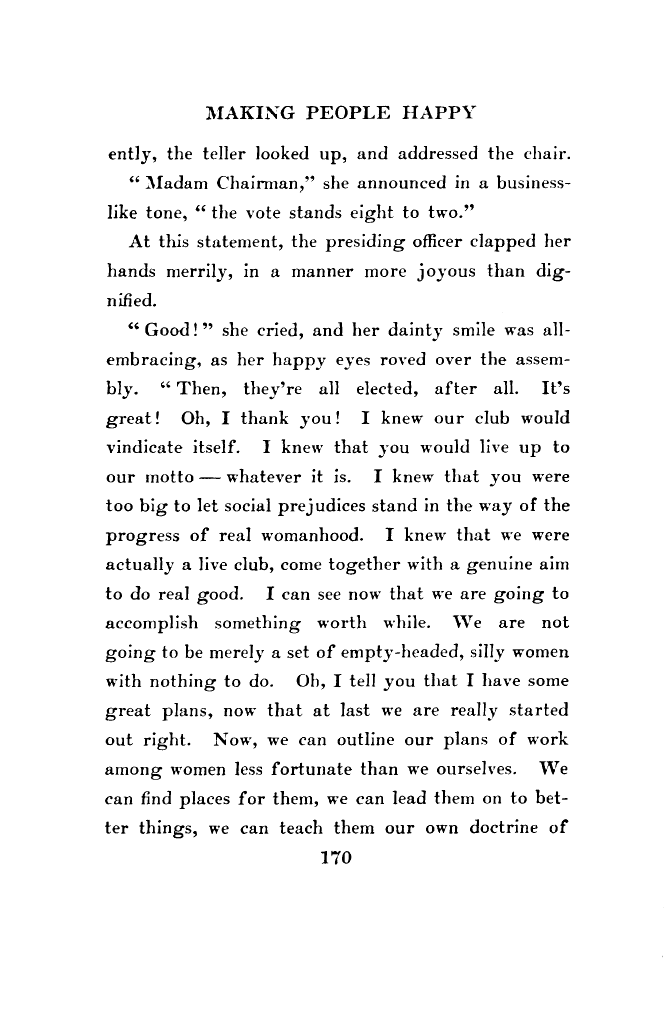 MAKING PEOPLE HAPPY
ently, the teller looked up, and addressed the chair.
“ Madam Chairman,” she announced in a business-
like tone, “ the vote stands eight to two.”
At this statement, the presiding officer clapped her
hands merrily, in a manner more joyous than dig-
nified.
“ Good! ” she cried, and her dainty smile was all-
embracing, as her happy eyes roved over the assem-
bly. “ Then, they’re all elected, after all. It’s
great! Oh, I thank you! I knew our club would
vindicate itself. I knew that you would live up to
our motto — whatever it is. I knew that you were
too big to let social prejudices stand in the way of the
progress of real womanhood. I knew that we were
actually a live club, come together with a genuine aim
to do real good. I can see now that we are going to
accomplish something worth while. We are not
going to be merely a set of empty-headed, silly women
with nothing to do. Oh, I tell you that I have some
great plans, now that at last we are really started
out right. Now, we can outline our plans of work
among women less fortunate than we ourselves. We
can find places for them, we can lead them on to bet-
ter things, we can teach them our own doctrine of
170